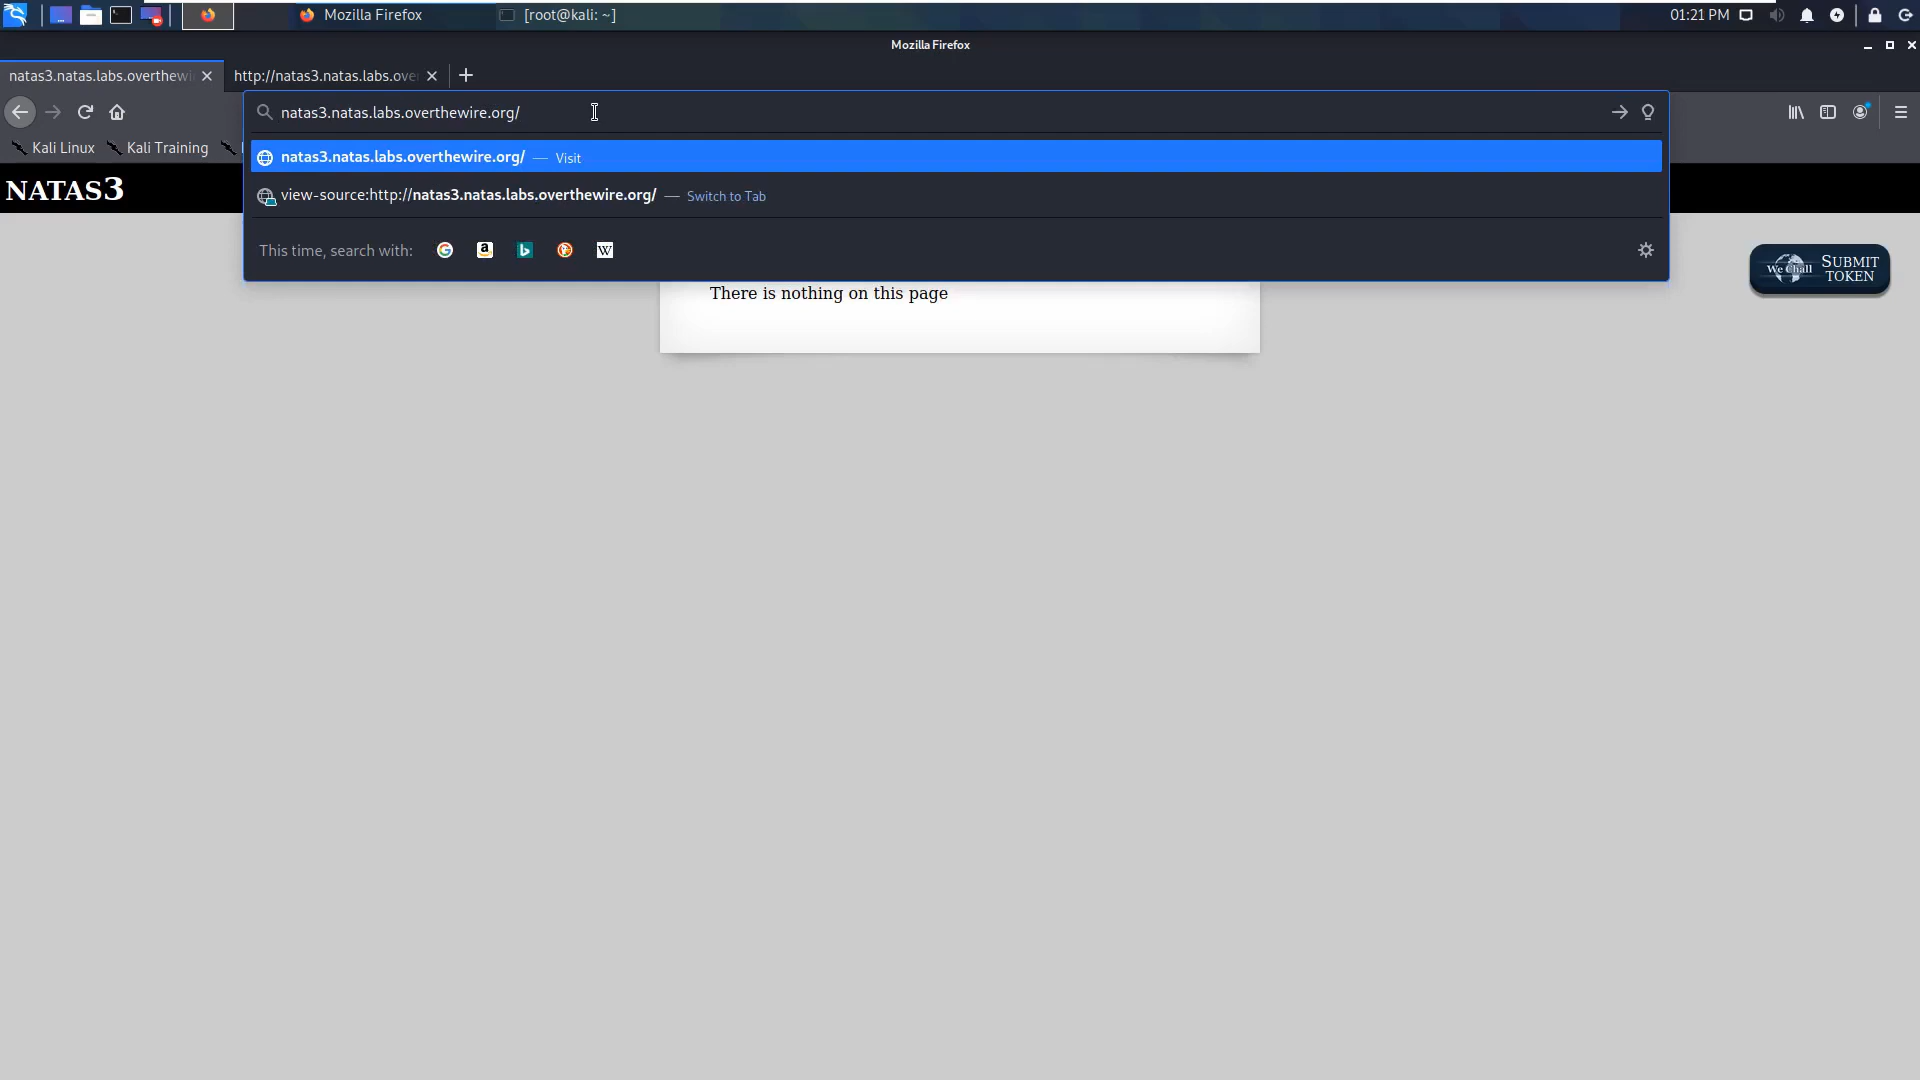 Mozilla Firefox
[root@kali: ~]
01:21 PM
Mozilla Firefox
natas3.natas.labs.overthewi
http://natas3.natas.labs.ove
natas3.natas.labs.overthewire.org/
Kali Linux
Kali Training
natas3.natas.labs.overthewire.org/ — Visit
view-source:http://natas3.natas.labs.overthewire.org/ — Switch to Tab
NATAS3
This time, search with:
G
a
b
W
We Chall
SUBMIT
TOKEN
There is nothing on this page